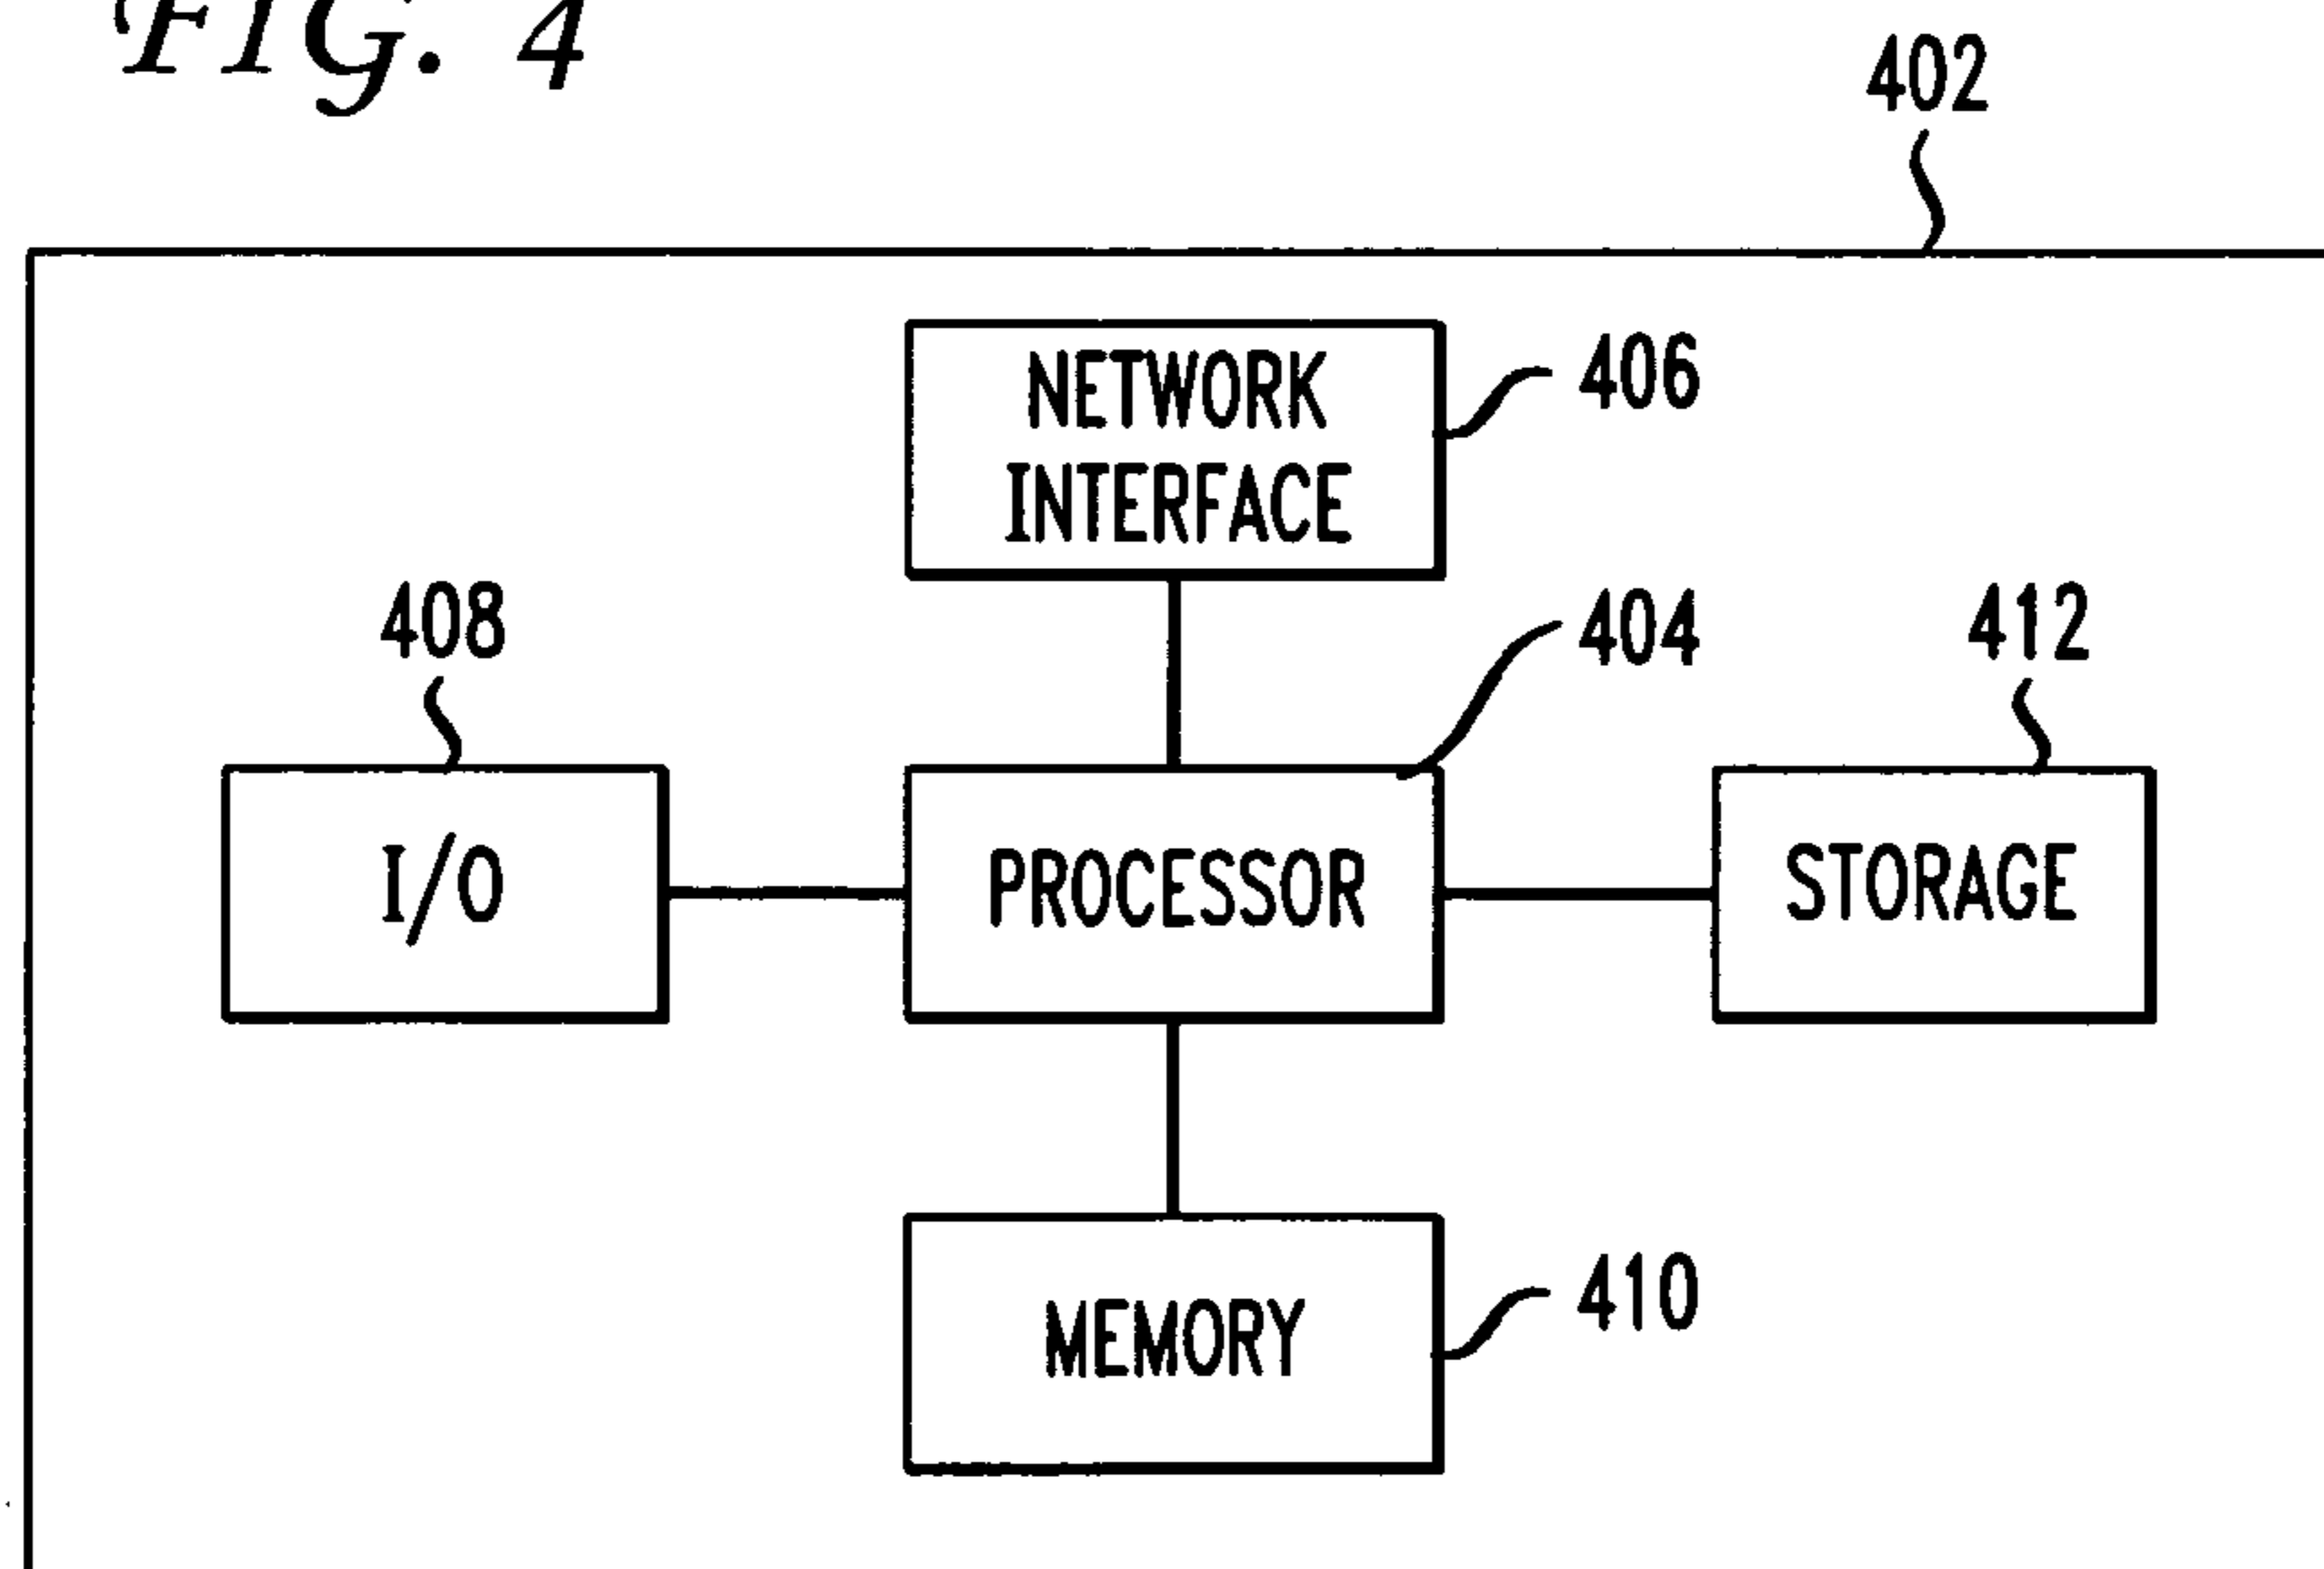 FIG. 4
402
NETWORK
INTERFACE
406
408
404
412
I/O
PROCESSOR
STORAGE
MEMORY
410